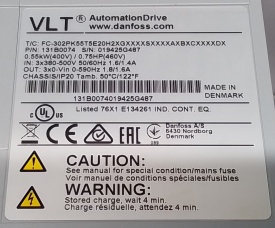 VLT® AutomationDrive
www.danfoss.com
T/C: FC-302PK55T5E20H2XGXXXXSXXXXAXBXCXXXXDX
P/N: 131B0074 S/N: 019425G487
0.55kW(400V) / 0.75HP(460V)
IN: 3x380-500V 50/60Hz 1.6/1.4A
OUT: 3x0-Vin 0-590Hz 1.8/1.6A
CHASSIS/IP20 Tamb. 50°C/122°F
MADE IN
DENMARK
131B0074019425G487
Listed 76X1 E134261 IND. CONT. EQ.
c UL US CE EAC
Danfoss A/S
6430 Nordborg
Denmark
CAUTION:
See manual for special condition/mains fuse
Voir manuel de conditions spéciales/fusibles
WARNING:
Stored charge, wait 4 min.
Charge résiduelle, attendez 4 min.